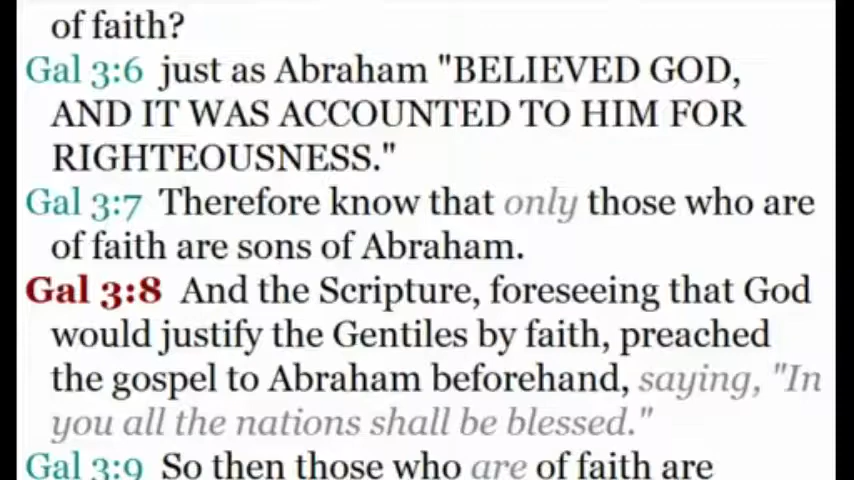 of faith?
Gal 3:6 just as Abraham "BELIEVED GOD,
AND IT WAS ACCOUNTED TO HIM FOR
RIGHTEOUSNESS."
Gal 3:7 Therefore know that only those who are
of faith are sons of Abraham.
Gal 3:8 And the Scripture, foreseeing that God
would justify the Gentiles by faith, preached
the gospel to Abraham beforehand, saying, "In
you all the nations shall be blessed."
Gal 3:9 So then those who are of faith are